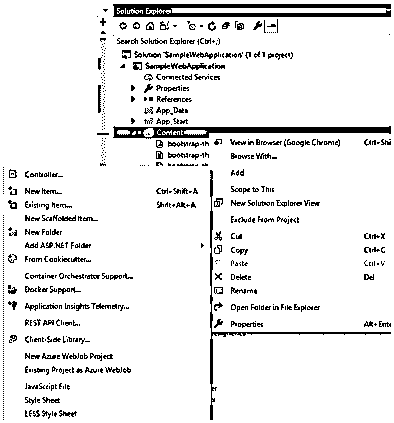 Solution Explorer
Search Solution Explorer (Ctrl+;)
Solution 'SampleWebApplication' (1 of 1 project)
SampleWebApplication
Connected Services
Properties
References
App_Data
App_Start
Content
bootstrap-th
bootstrap-th
View in Browser (Google Chrome) Ctrl+Shi
Browse With...
Add
Scope to This
New Solution Explorer View
Exclude From Project
Cut Ctrl+X
Copy Ctrl+C
Paste Ctrl+V
Delete Del
Rename
Open Folder in File Explorer
Properties Alt+Ente
Controller...
New Item... Ctrl+Shift+A
Existing Item... Shift+Alt+A
New Scaffolded Item...
New Folder
Add ASP.NET Folder
From Cookiecutter...
Container Orchestrator Support...
Docker Support...
Application Insights Telemetry...
REST API Client...
Client-Side Library...
New Azure WebJob Project
Existing Project as Azure WebJob
JavaScript File
Style Sheet
LESS Style Sheet